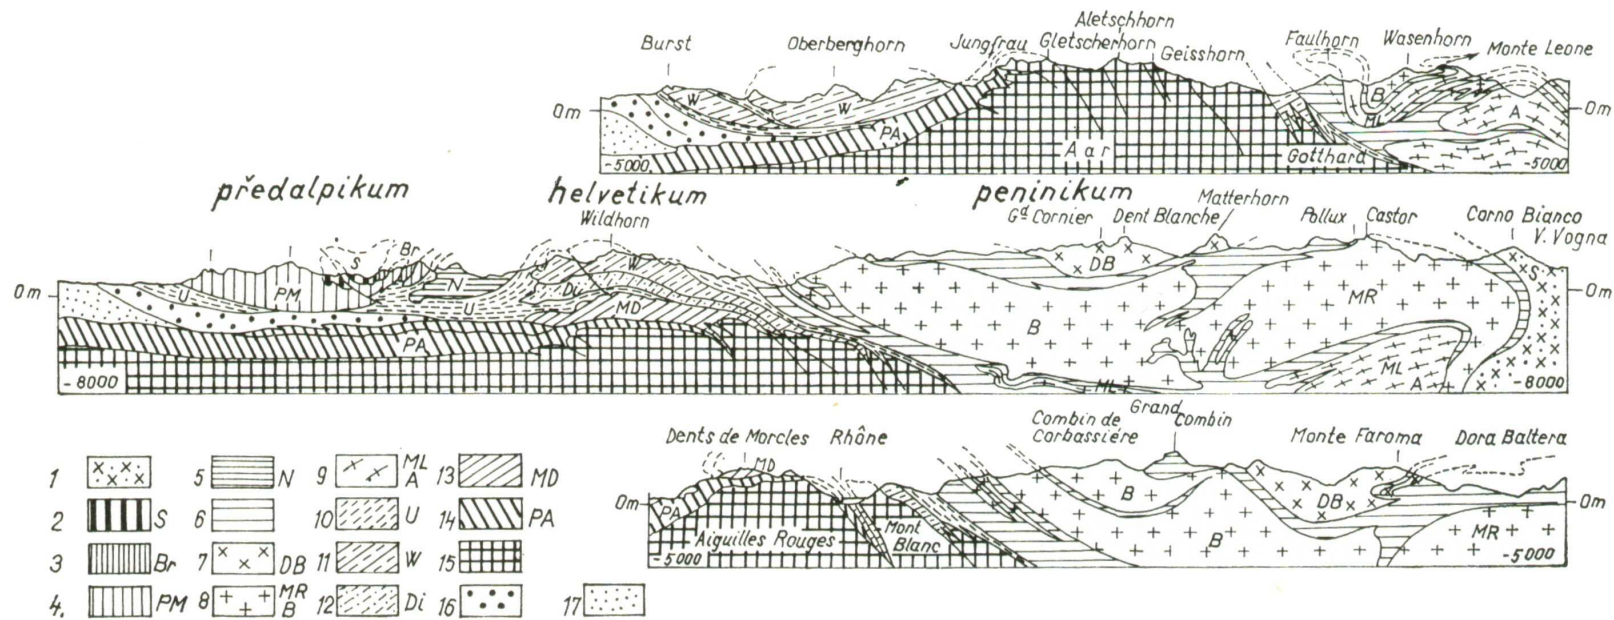 Aletschhorn
Burst Oberberghorn Jungfrau Gletscherhorn Geisshorn Faulhorn Wasenhorn Monte Leone
0m W W PA Aar Gotthard B ML A 0m
-5000 -5000
předalpikum helvetikum peninikum
Wildhorn Gd Cornier Dent Blanche Matterhorn Pollux Castor Corno Bianco
V. Vogna
0m U PM S Br N U W Di MD PA B DB MR ML ML A S 0m
-8000 -8000
Dents de Morcles Rhône Combin de Corbassiére Grand Combin Monte Faroma Dora Baltera
0m PA MD Aiguilles Rouges Mont Blanc B B DB MR 0m
-5000 -5000
1 5 N 9 ML A 13 MD
2 S 6 10 U 14 PA
3 Br 7 DB 11 W 15
4. PM 8 MR B 12 Di 16 17